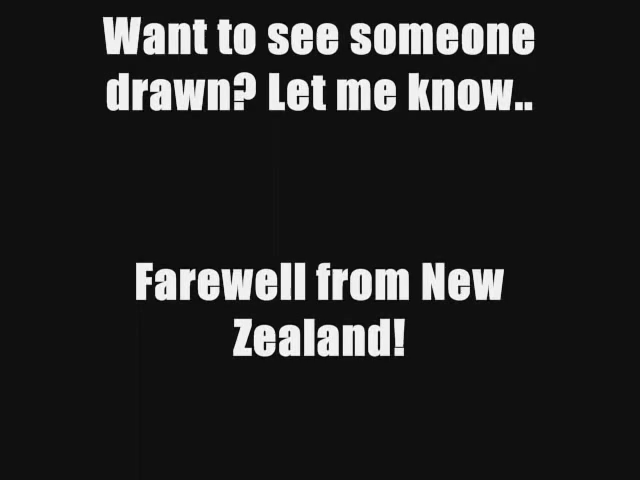 Want to see someone
drawn? Let me know..
Farewell from New
Zealand!